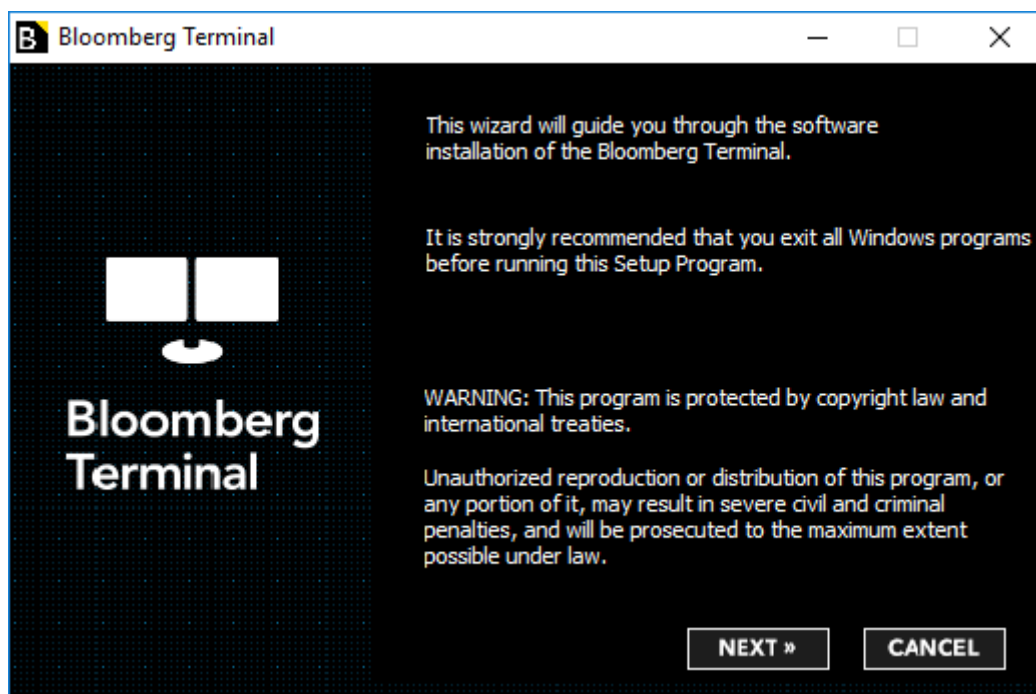 Bloomberg Terminal
This wizard will guide you through the software
installation of the Bloomberg Terminal.
It is strongly recommended that you exit all Windows programs
before running this Setup Program.
Bloomberg
Terminal
WARNING: This program is protected by copyright law and
international treaties.
Unauthorized reproduction or distribution of this program, or
any portion of it, may result in severe civil and criminal
penalties, and will be prosecuted to the maximum extent
possible under law.
NEXT »
CANCEL